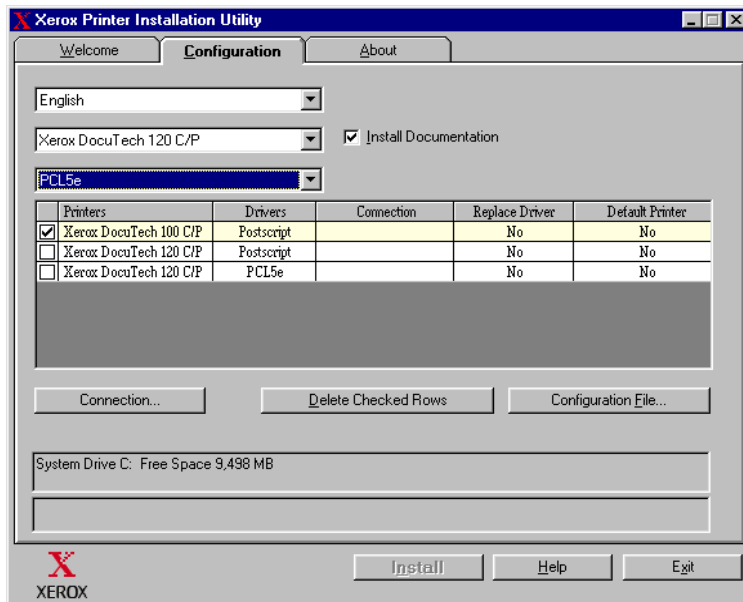 Xerox Printer Installation Utility
Welcome Configuration About
English
Xerox DocuTech 120 C/P Install Documentation
PCL5e
Printers Drivers Connection Replace Driver Default Printer
Xerox DocuTech 100 C/P Postscript No No
Xerox DocuTech 120 C/P Postscript No No
Xerox DocuTech 120 C/P PCL5e No No
Connection... Delete Checked Rows Configuration File...
System Drive C: Free Space 9,498 MB
X
Install Help Exit
XEROX